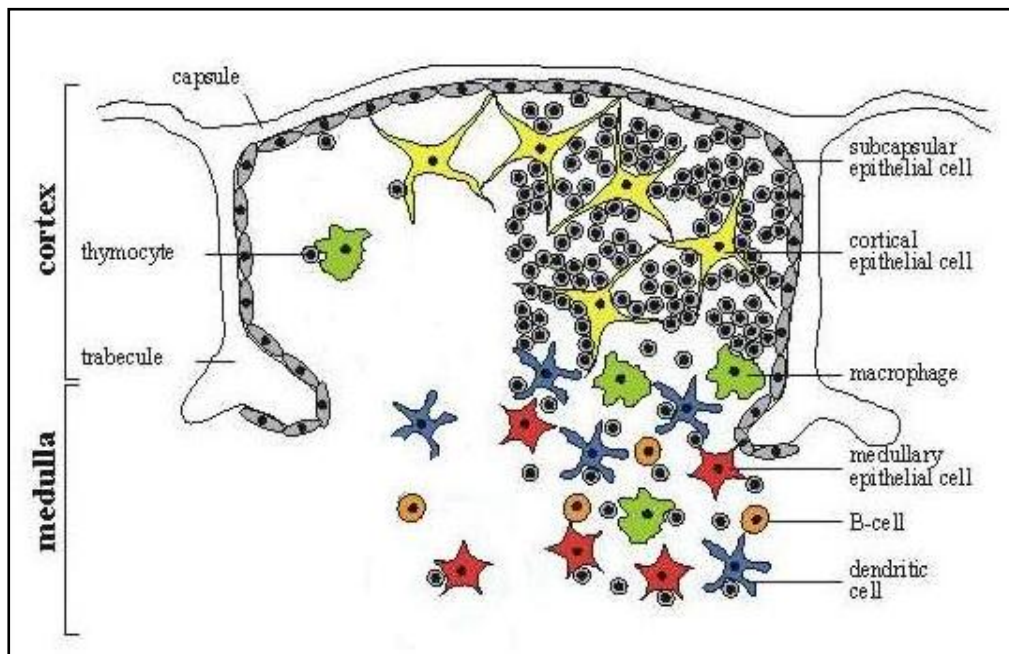 capsule
cortex
thymocyte
trabecule
medulla
subcapsular
epithelial cell
cortical
epithelial cell
macrophage
medullary
epithelial cell
B-cell
dendritic
cell